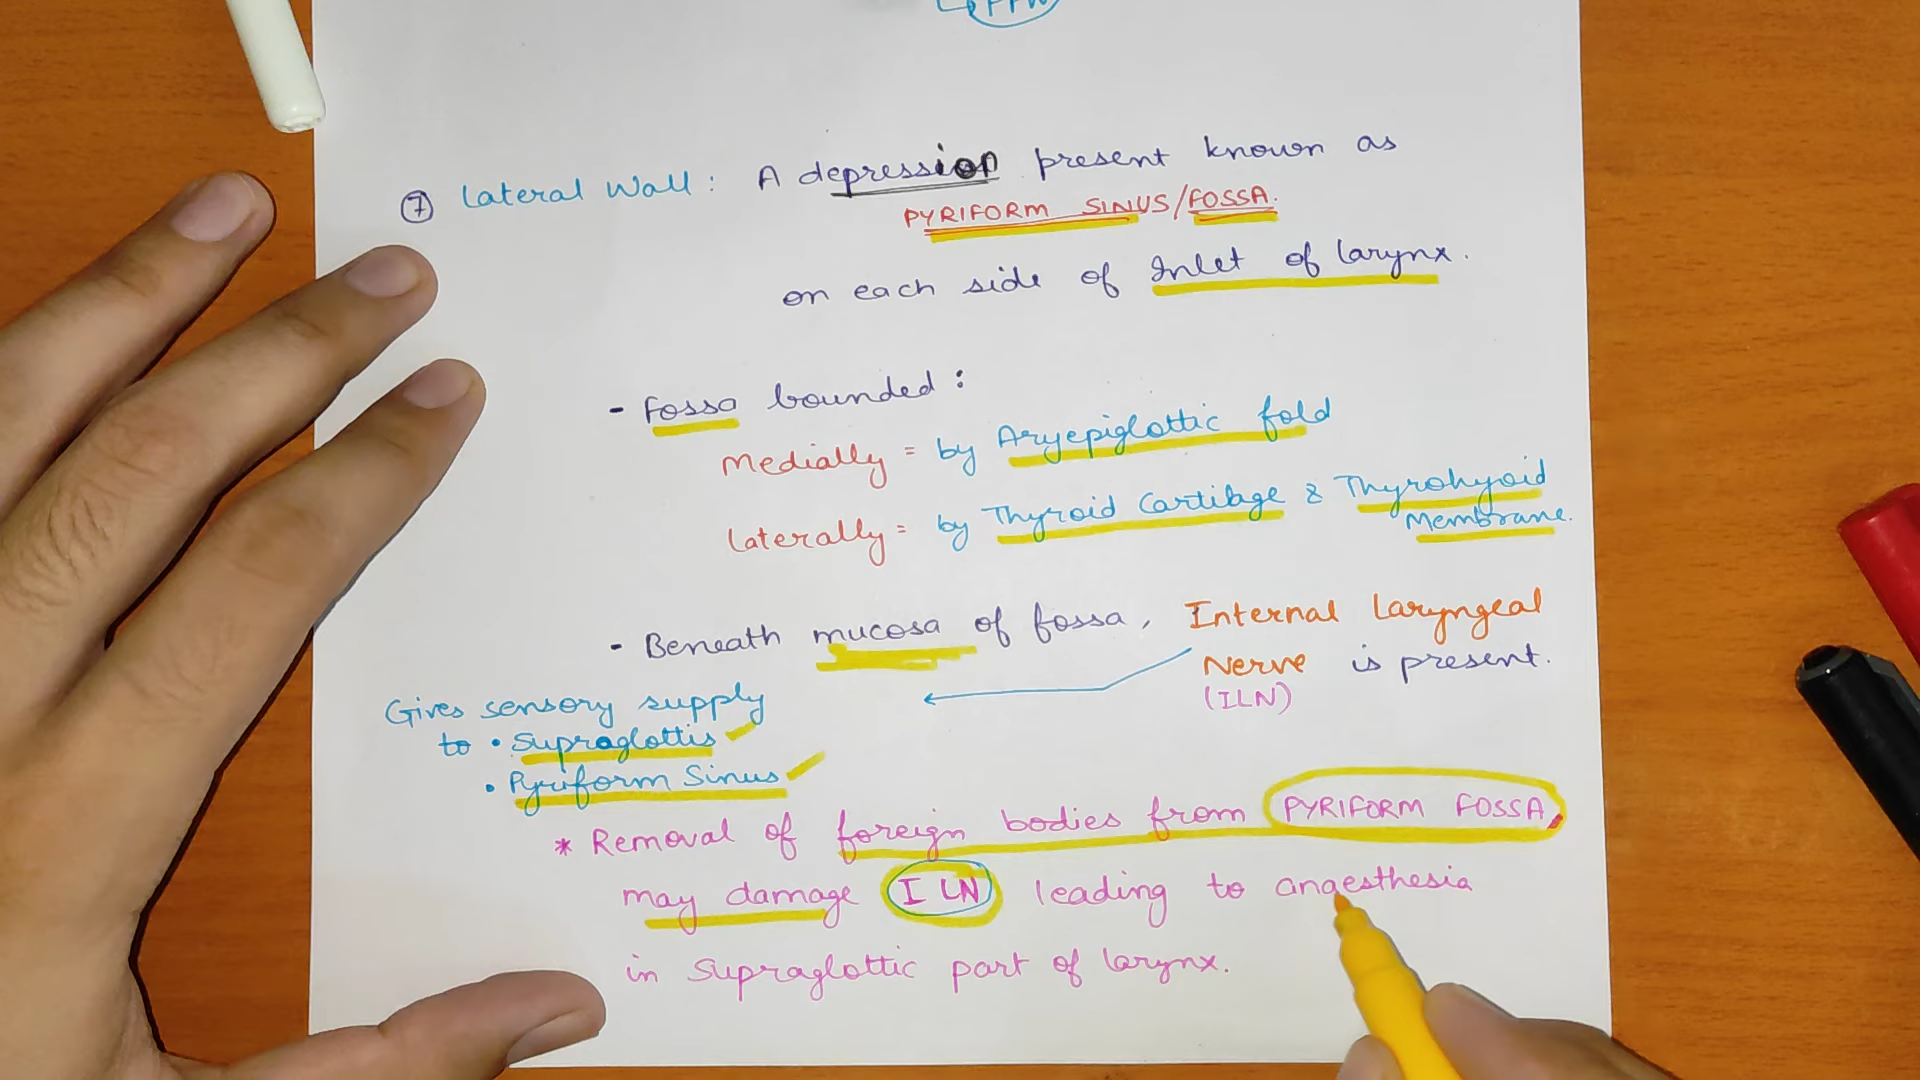 ⑦ Lateral Wall : A depression present known as
PYRIFORM SINUS/FOSSA.
on each side of Inlet of larynx.
- Fossa bounded :
Medially = by Aryepiglottic fold
Laterally = by Thyroid Cartilage & Thyrohyoid
Membrane.
- Beneath mucosa of fossa, Internal Laryngeal
Nerve is present.
(ILN)
Gives sensory supply
to • Supraglottis
• Pyriform Sinus
* Removal of foreign bodies from PYRIFORM FOSSA,
may damage ILN leading to anaesthesia
in supraglottic part of larynx.